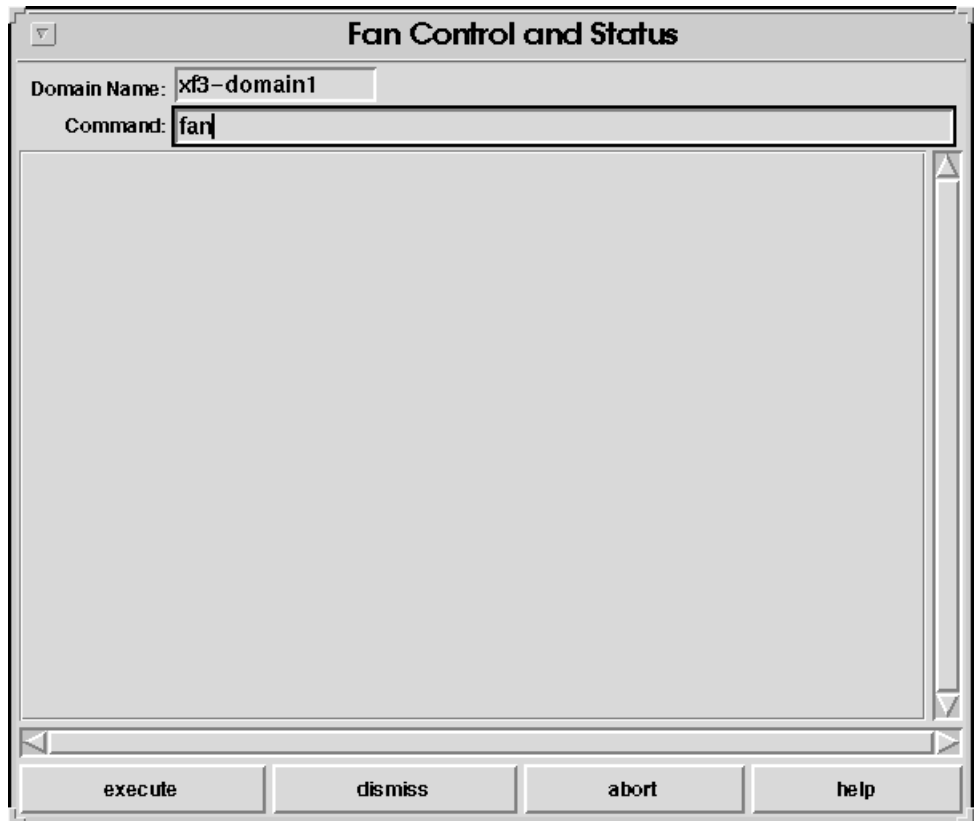 Fan Control and Status
Domain Name: xf3-domain1
Command: fan
execute dismiss abort help